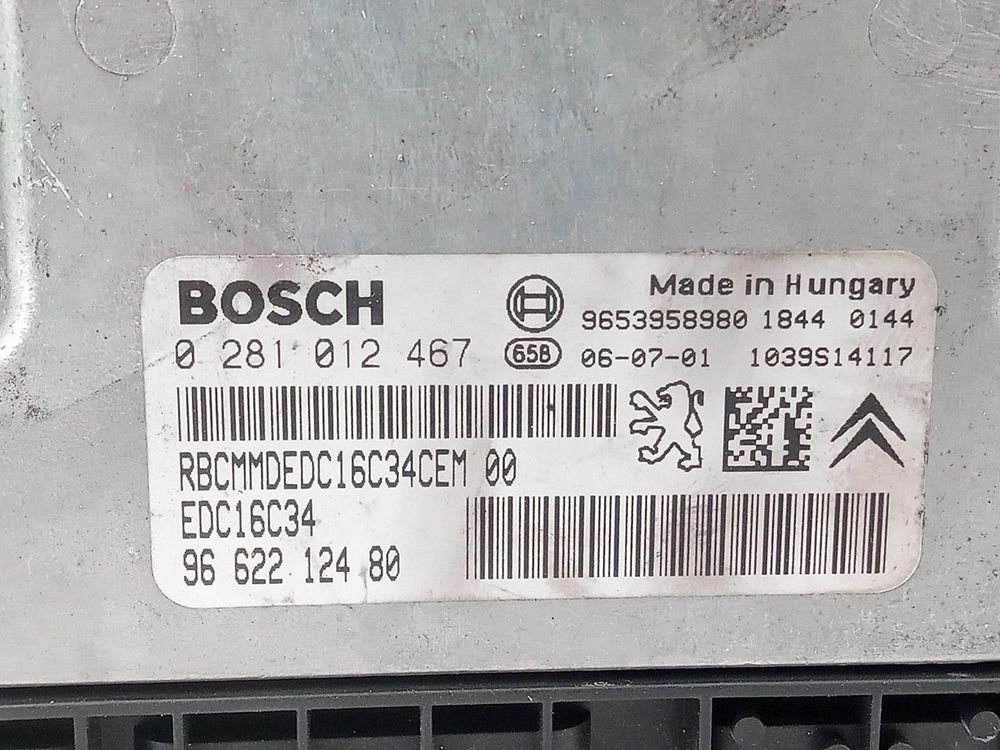 BOSCH
Made in Hungary
9653958980 1844 0144
0 281 012 467
658
06-07-01 1039S14117
RBCMMDEDC16C34CEM 00
EDC16C34
96 622 124 80